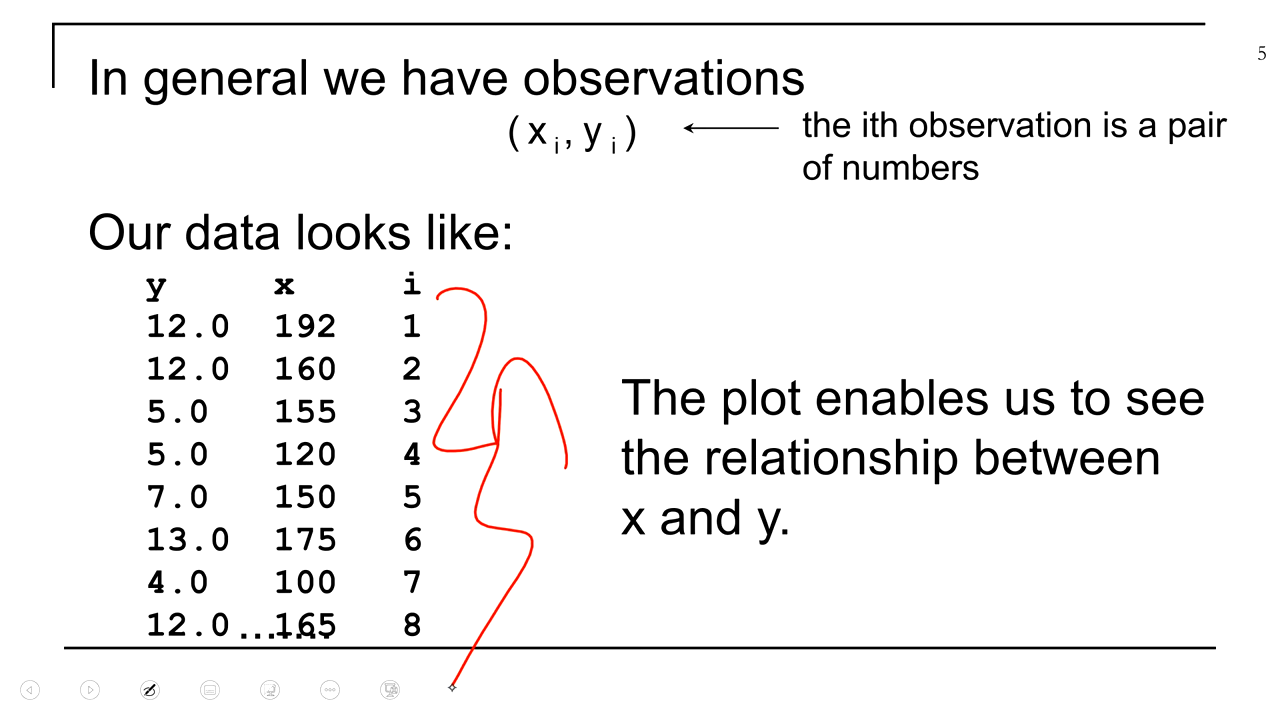 5
In general we have observations
( x i , y i )
the ith observation is a pair
of numbers
Our data looks like:
y x i
12.0 192 1
12.0 160 2
5.0 155 3
5.0 120 4
7.0 150 5
13.0 175 6
4.0 100 7
12.0 165 8
.......
The plot enables us to see
the relationship between
x and y.